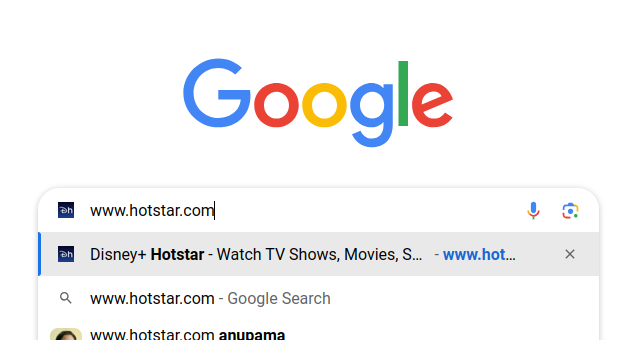 Google
www.hotstar.com
Disney+ Hotstar - Watch TV Shows, Movies, S... - www.hot...
www.hotstar.com - Google Search
www.hotstar.com anupama